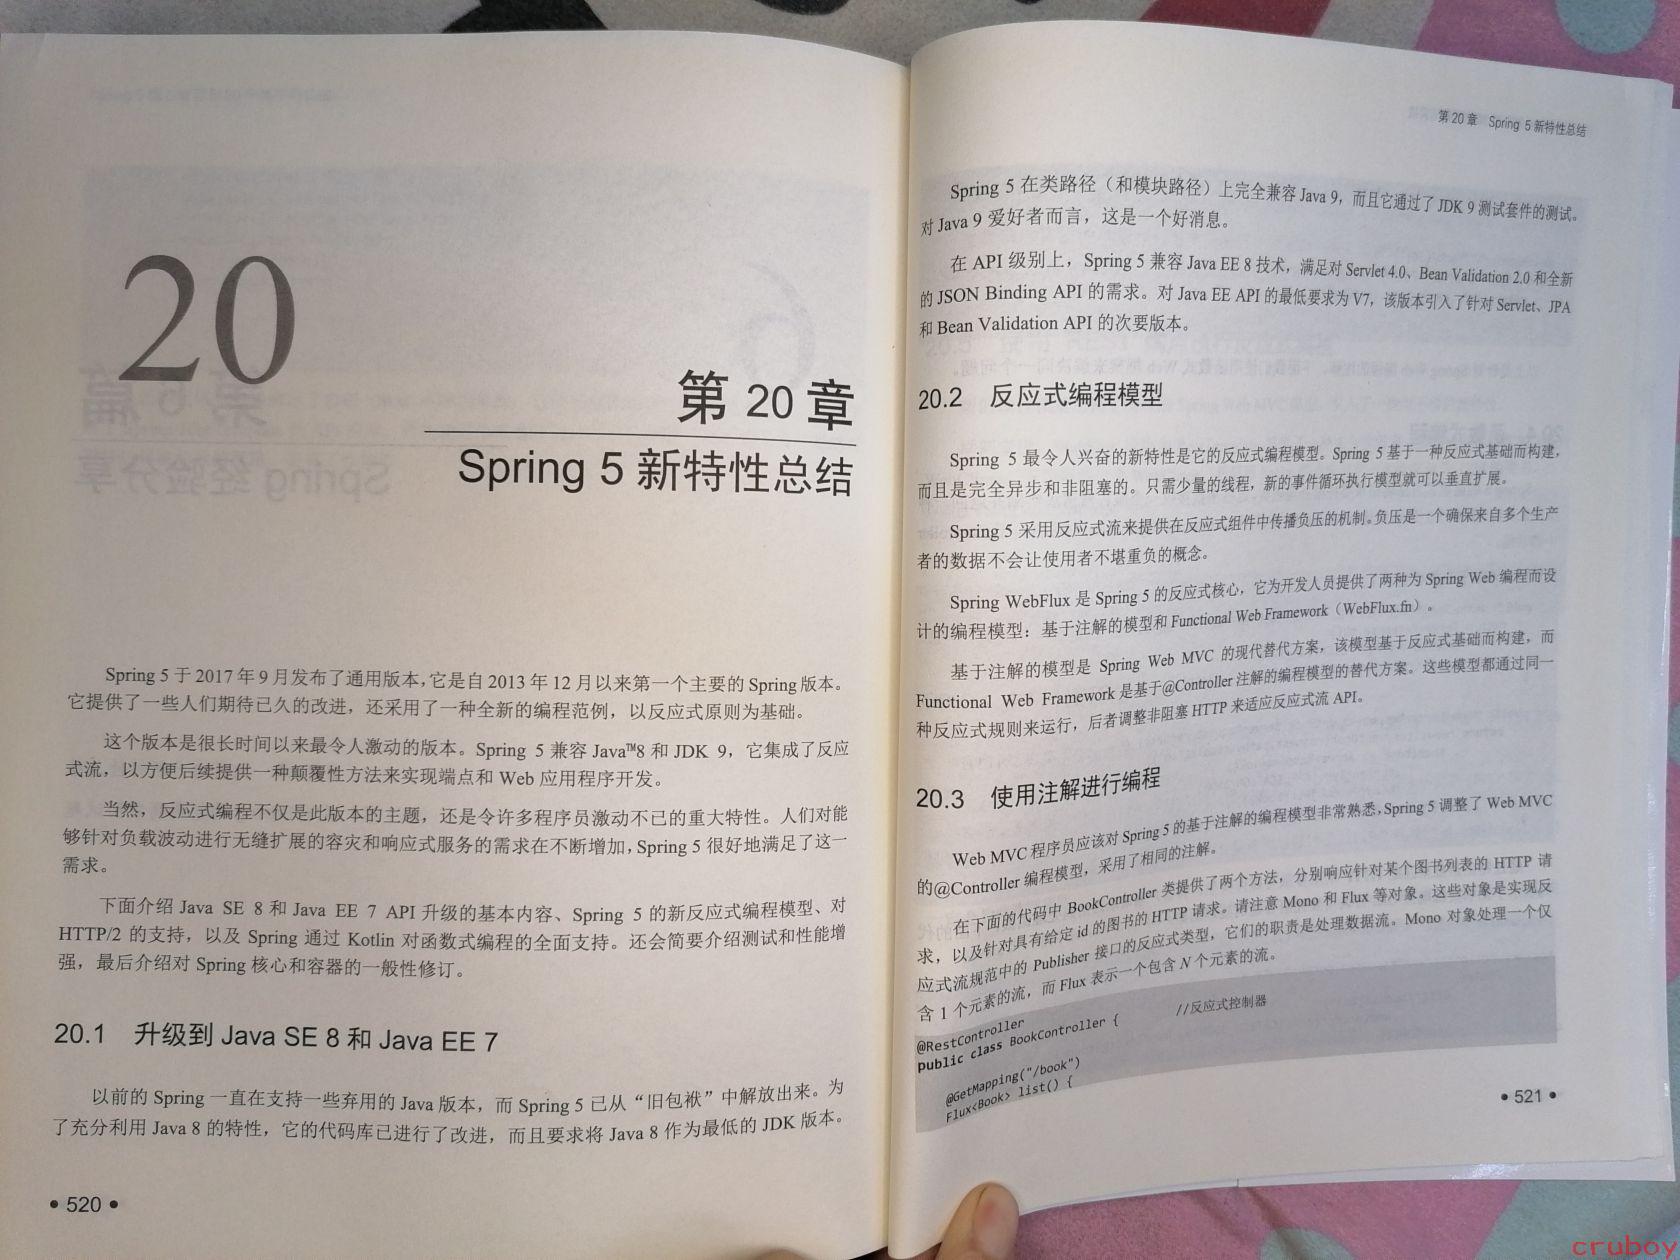 20
第 20 章
Spring 5 新特性总结
Spring 5 于 2017 年 9 月发布了通用版本，它是自 2013 年 12 月以来第一个主要的 Spring 版本。
它提供了一些人们期待已久的改进，还采用了一种全新的编程范例，以反应式原则为基础。
这个版本是很长时间以来最令人激动的版本。Spring 5 兼容 Java™8 和 JDK 9，它集成了反应
式流，以方便后续提供一种颠覆性方法来实现端点和 Web 应用程序开发。
当然，反应式编程不仅是此版本的主题，还是令许多程序员激动不已的重大特性。人们对能
够针对负载波动进行无缝扩展的容灾和响应式服务的需求在不断增加，Spring 5 很好地满足了这一
需求。
下面介绍 Java SE 8 和 Java EE 7 API 升级的基本内容、Spring 5 的新反应式编程模型、对
HTTP/2 的支持，以及 Spring 通过 Kotlin 对函数式编程的全面支持。还会简要介绍测试和性能增
强，最后介绍对 Spring 核心和容器的一般性修订。
20.1 升级到 Java SE 8 和 Java EE 7
以前的 Spring 一直在支持一些弃用的 Java 版本，而 Spring 5 已从“旧包袱”中解放出来。为
了充分利用 Java 8 的特性，它的代码库已进行了改进，而且要求将 Java 8 作为最低的 JDK 版本。
• 520 •
第 20 章 Spring 5 新特性总结
Spring 5 在类路径（和模块路径）上完全兼容 Java 9，而且它通过了 JDK 9 测试套件的测试。
对 Java 9 爱好者而言，这是一个好消息。
在 API 级别上，Spring 5 兼容 Java EE 8 技术，满足对 Servlet 4.0、Bean Validation 2.0 和全新
的 JSON Binding API 的需求。对 Java EE API 的最低要求为 V7，该版本引入了针对 Servlet、JPA
和 Bean Validation API 的次要版本。
20.2 反应式编程模型
Spring 5 最令人兴奋的新特性是它的反应式编程模型。Spring 5 基于一种反应式基础而构建，
而且是完全异步和非阻塞的。只需少量的线程，新的事件循环执行模型就可以垂直扩展。
Spring 5 采用反应式流来提供在反应式组件中传播负压的机制。负压是一个确保来自多个生产
者的数据不会让使用者不堪重负的概念。
Spring WebFlux 是 Spring 5 的反应式核心，它为开发人员提供了两种为 Spring Web 编程而设
计的编程模型：基于注解的模型和 Functional Web Framework（WebFlux.fn）。
基于注解的模型是 Spring Web MVC 的现代替代方案，该模型基于反应式基础而构建，而
Functional Web Framework 是基于@Controller 注解的编程模型的替代方案。这些模型都通过同一
种反应式规则来运行，后者调整非阻塞 HTTP 来适应反应式流 API。
20.3 使用注解进行编程
Web MVC 程序员应该对 Spring 5 的基于注解的编程模型非常熟悉，Spring 5 调整了 Web MVC
的@Controller 编程模型，采用了相同的注解。
在下面的代码中 BookController 类提供了两个方法，分别响应针对某个图书列表的 HTTP 请
求，以及针对具有给定 id 的图书的 HTTP 请求。请注意 Mono 和 Flux 等对象。这些对象是实现反
应式流规范中的 Publisher 接口的反应式类型，它们的职责是处理数据流。Mono 对象处理一个仅
含 1 个元素的流，而 Flux 表示一个包含 N 个元素的流。
@RestController //反应式控制器
public class BookController {
@GetMapping("/book")
Flux<Book> list() {
• 521 •
cruboy